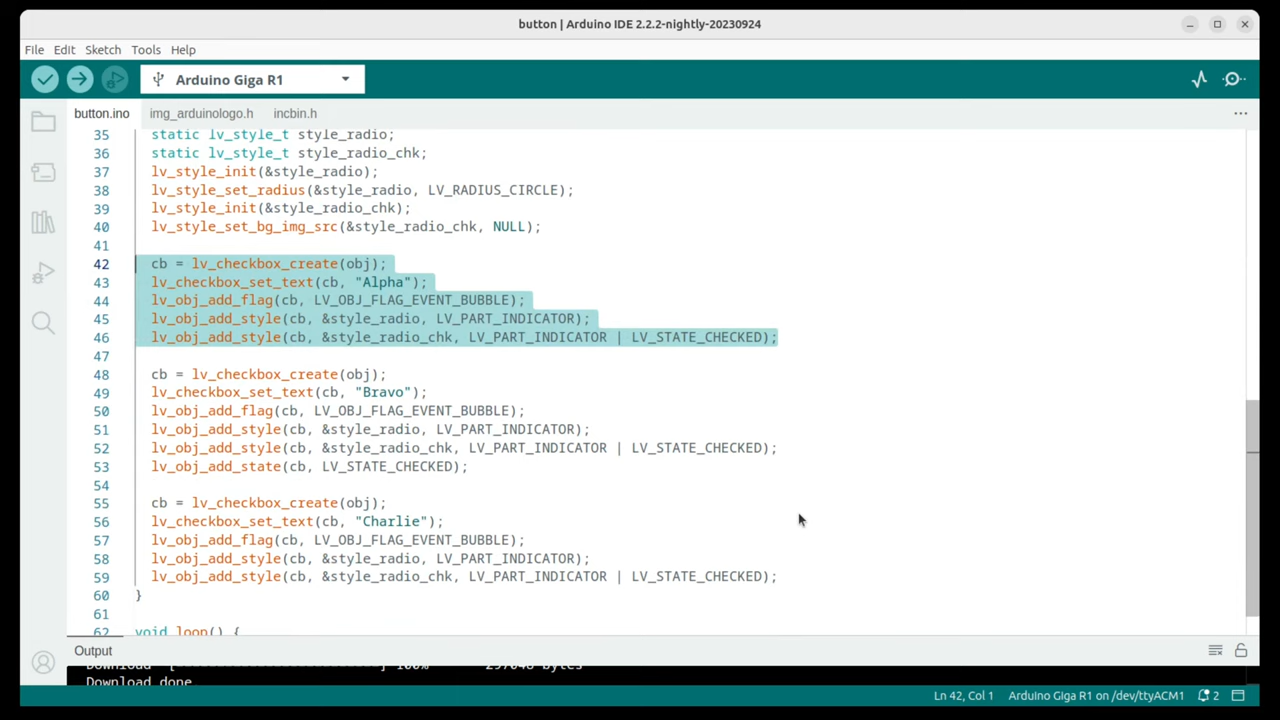 button | Arduino IDE 2.2.2-nightly-20230924
File Edit Sketch Tools Help
Arduino Giga R1
button.ino img_arduinologo.h incbin.h
35 static lv_style_t style_radio;
36 static lv_style_t style_radio_chk;
37 lv_style_init(&style_radio);
38 lv_style_set_radius(&style_radio, LV_RADIUS_CIRCLE);
39 lv_style_init(&style_radio_chk);
40 lv_style_set_bg_img_src(&style_radio_chk, NULL);
41
42 cb = lv_checkbox_create(obj);
43 lv_checkbox_set_text(cb, "Alpha");
44 lv_obj_add_flag(cb, LV_OBJ_FLAG_EVENT_BUBBLE);
45 lv_obj_add_style(cb, &style_radio, LV_PART_INDICATOR);
46 lv_obj_add_style(cb, &style_radio_chk, LV_PART_INDICATOR | LV_STATE_CHECKED);
47
48 cb = lv_checkbox_create(obj);
49 lv_checkbox_set_text(cb, "Bravo");
50 lv_obj_add_flag(cb, LV_OBJ_FLAG_EVENT_BUBBLE);
51 lv_obj_add_style(cb, &style_radio, LV_PART_INDICATOR);
52 lv_obj_add_style(cb, &style_radio_chk, LV_PART_INDICATOR | LV_STATE_CHECKED);
53 lv_obj_add_state(cb, LV_STATE_CHECKED);
54
55 cb = lv_checkbox_create(obj);
56 lv_checkbox_set_text(cb, "Charlie");
57 lv_obj_add_flag(cb, LV_OBJ_FLAG_EVENT_BUBBLE);
58 lv_obj_add_style(cb, &style_radio, LV_PART_INDICATOR);
59 lv_obj_add_style(cb, &style_radio_chk, LV_PART_INDICATOR | LV_STATE_CHECKED);
60 }
61
62 void loop() {
Output
Download [=========================] 100% 297048 bytes
Download done.
Ln 42, Col 1 Arduino Giga R1 on /dev/ttyACM1 2